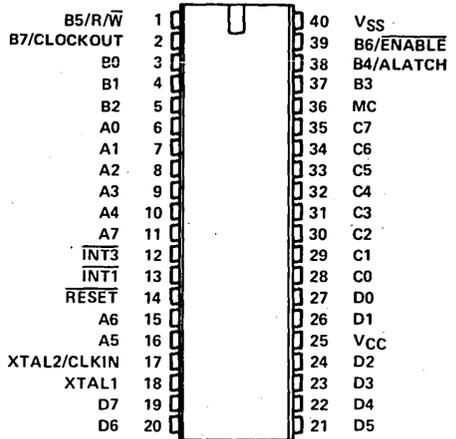 B5/R/W̅ 1 40 VSS
B7/CLOCKOUT 2 39 B6/E̅N̅A̅B̅L̅E̅
B0 3 38 B4/ALATCH
B1 4 37 B3
B2 5 36 MC
A0 6 35 C7
A1 7 34 C6
A2 8 33 C5
A3 9 32 C4
A4 10 31 C3
A7 11 30 C2
I̅N̅T̅3̅ 12 29 C1
I̅N̅T̅1̅ 13 28 C0
R̅E̅S̅E̅T̅ 14 27 D0
A6 15 26 D1
A5 16 25 VCC
XTAL2/CLKIN 17 24 D2
XTAL1 18 23 D3
D7 19 22 D4
D6 20 21 D5